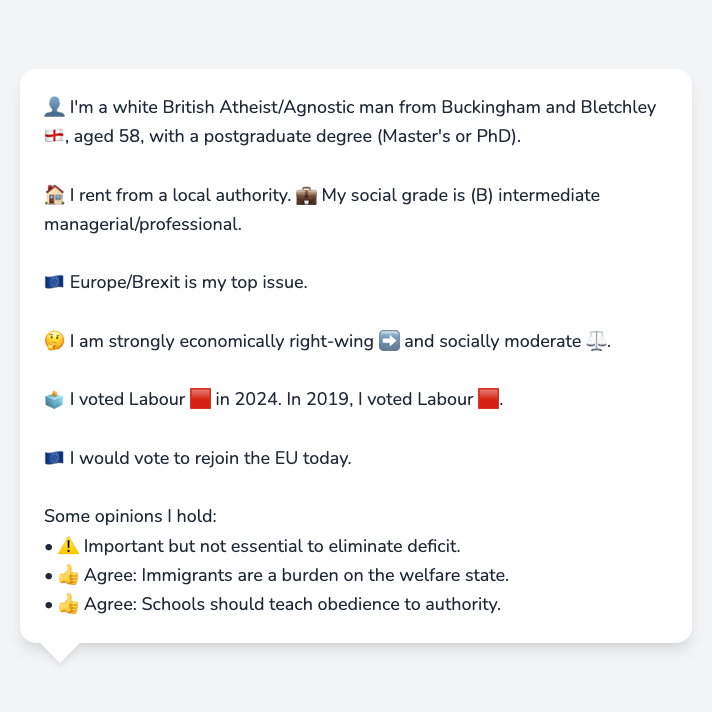 👤 I'm a white British Atheist/Agnostic man from Buckingham and Bletchley
🏴󠁧󠁢󠁥󠁮󠁧󠁿, aged 58, with a postgraduate degree (Master's or PhD).
🏠 I rent from a local authority. 💼 My social grade is (B) intermediate
managerial/professional.
🇪🇺 Europe/Brexit is my top issue.
🤔 I am strongly economically right-wing ➡️ and socially moderate ⚖️.
🗳️ I voted Labour 🟥 in 2024. In 2019, I voted Labour 🟥.
🇪🇺 I would vote to rejoin the EU today.
Some opinions I hold:
• ⚠️ Important but not essential to eliminate deficit.
• 👍 Agree: Immigrants are a burden on the welfare state.
• 👍 Agree: Schools should teach obedience to authority.